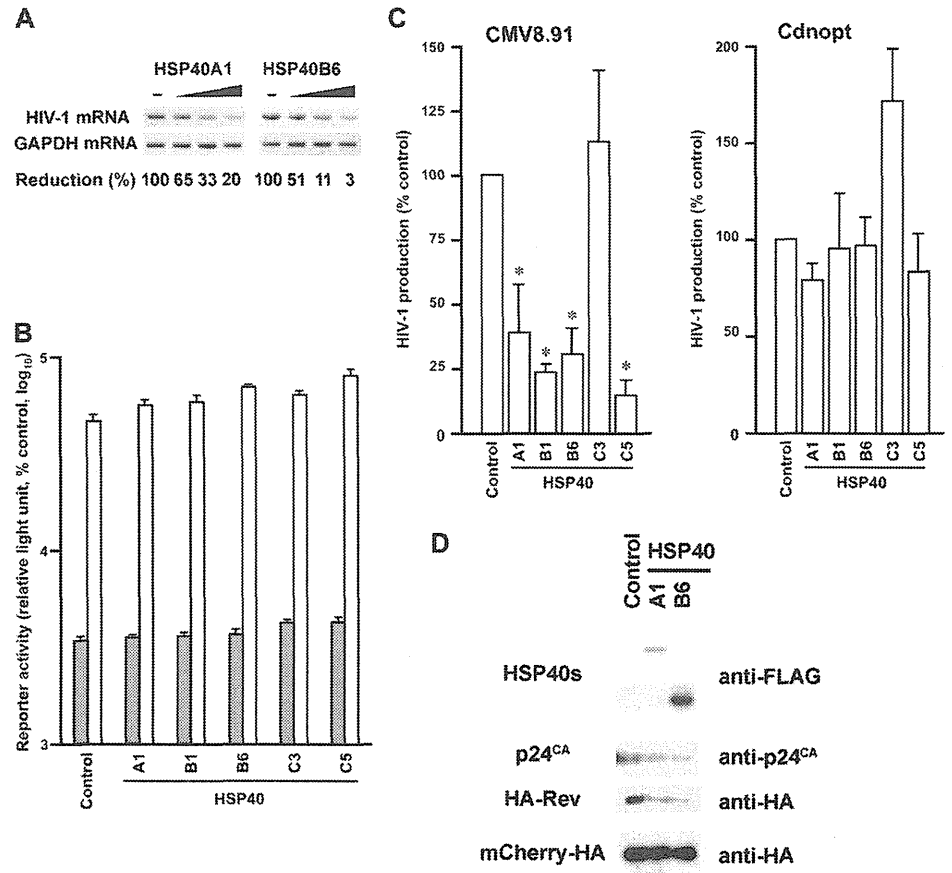 A
HSP40A1 HSP40B6
- -
HIV-1 mRNA
GAPDH mRNA
Reduction (%) 100 65 33 20 100 51 11 3
B
Reporter activity (relative light unit, % control, log10)
5
4
3
Control
A1
B1
B6
C3
C5
HSP40
C
CMV8.91
HIV-1 production (% control)
150
125
100
75
50
25
0
* * * *
Control
A1
B1
B6
C3
C5
HSP40
Cdnopt
HIV-1 production (% control)
200
150
100
50
0
Control
A1
B1
B6
C3
C5
HSP40
D
Control
HSP40
A1
B6
HSP40s anti-FLAG
p24CA anti-p24CA
HA-Rev anti-HA
mCherry-HA anti-HA